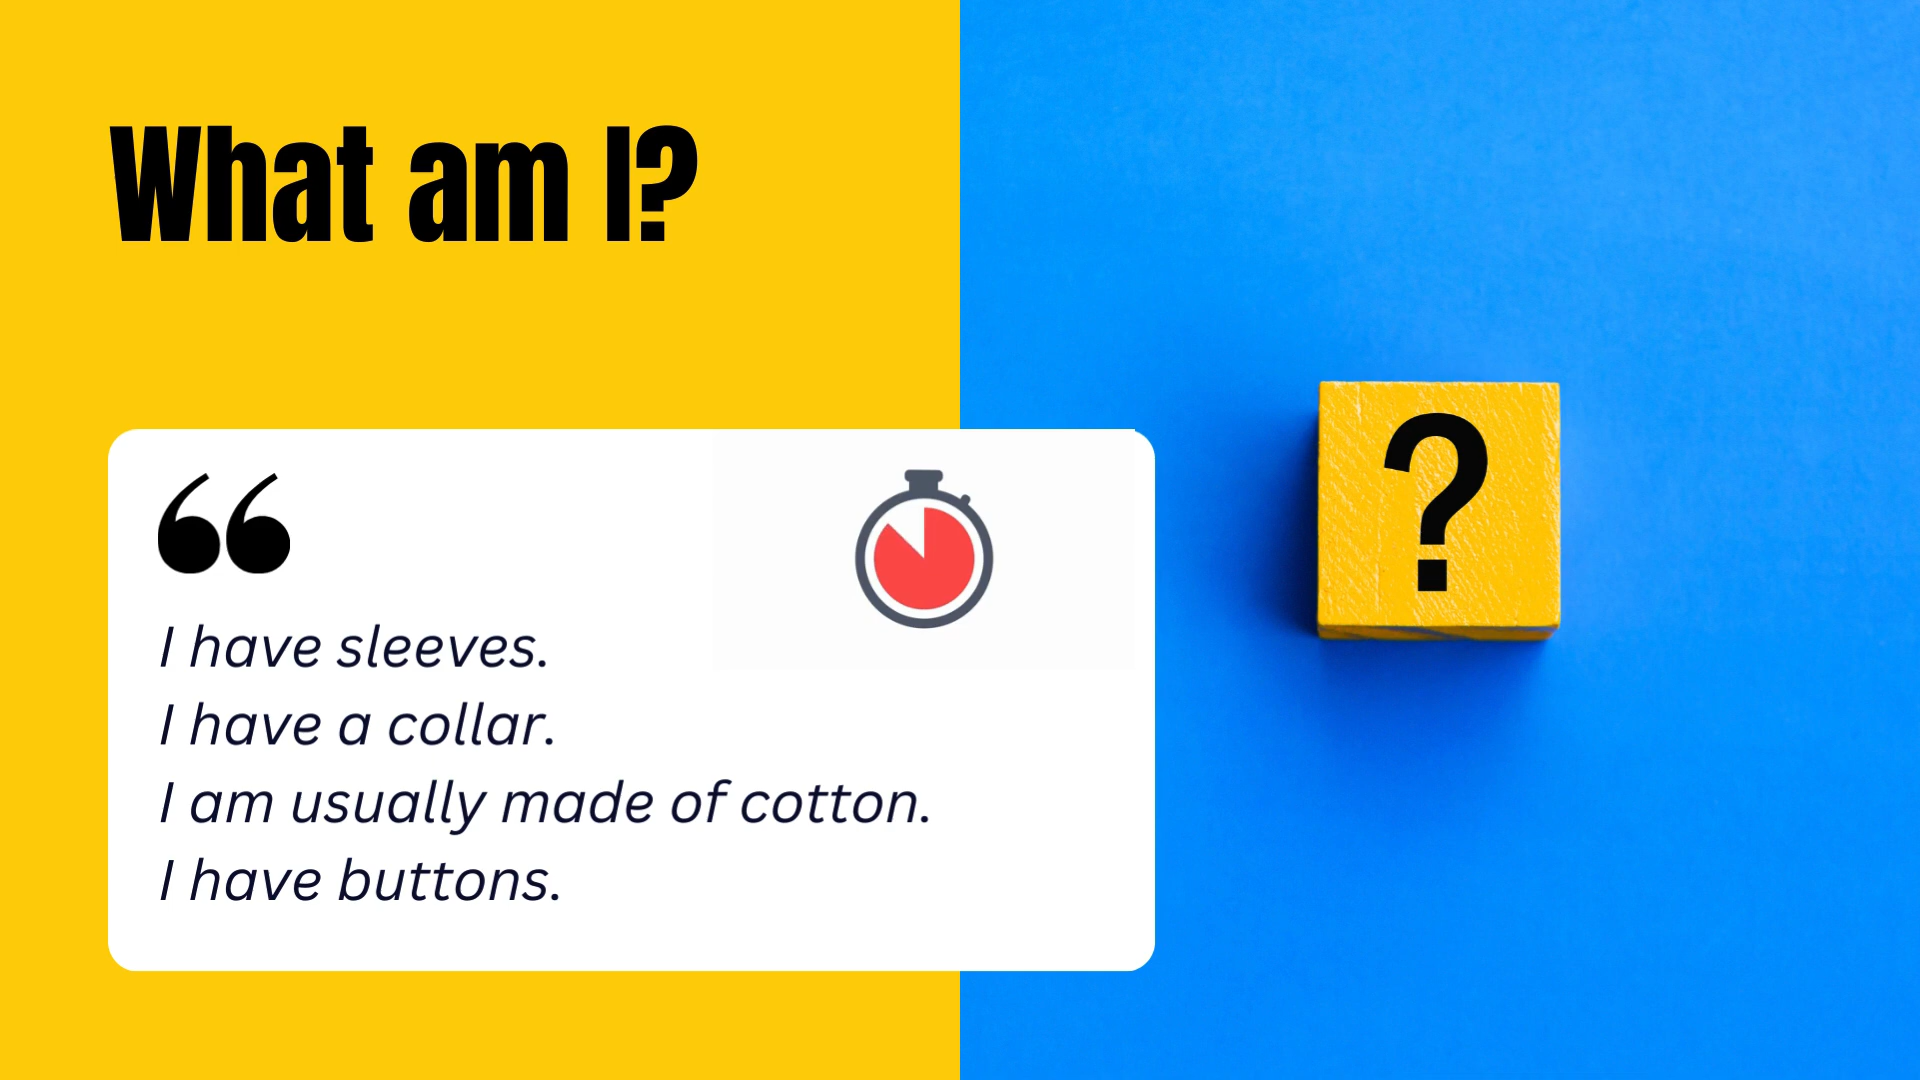 What am I?
“
I have sleeves.
I have a collar.
I am usually made of cotton.
I have buttons.
?